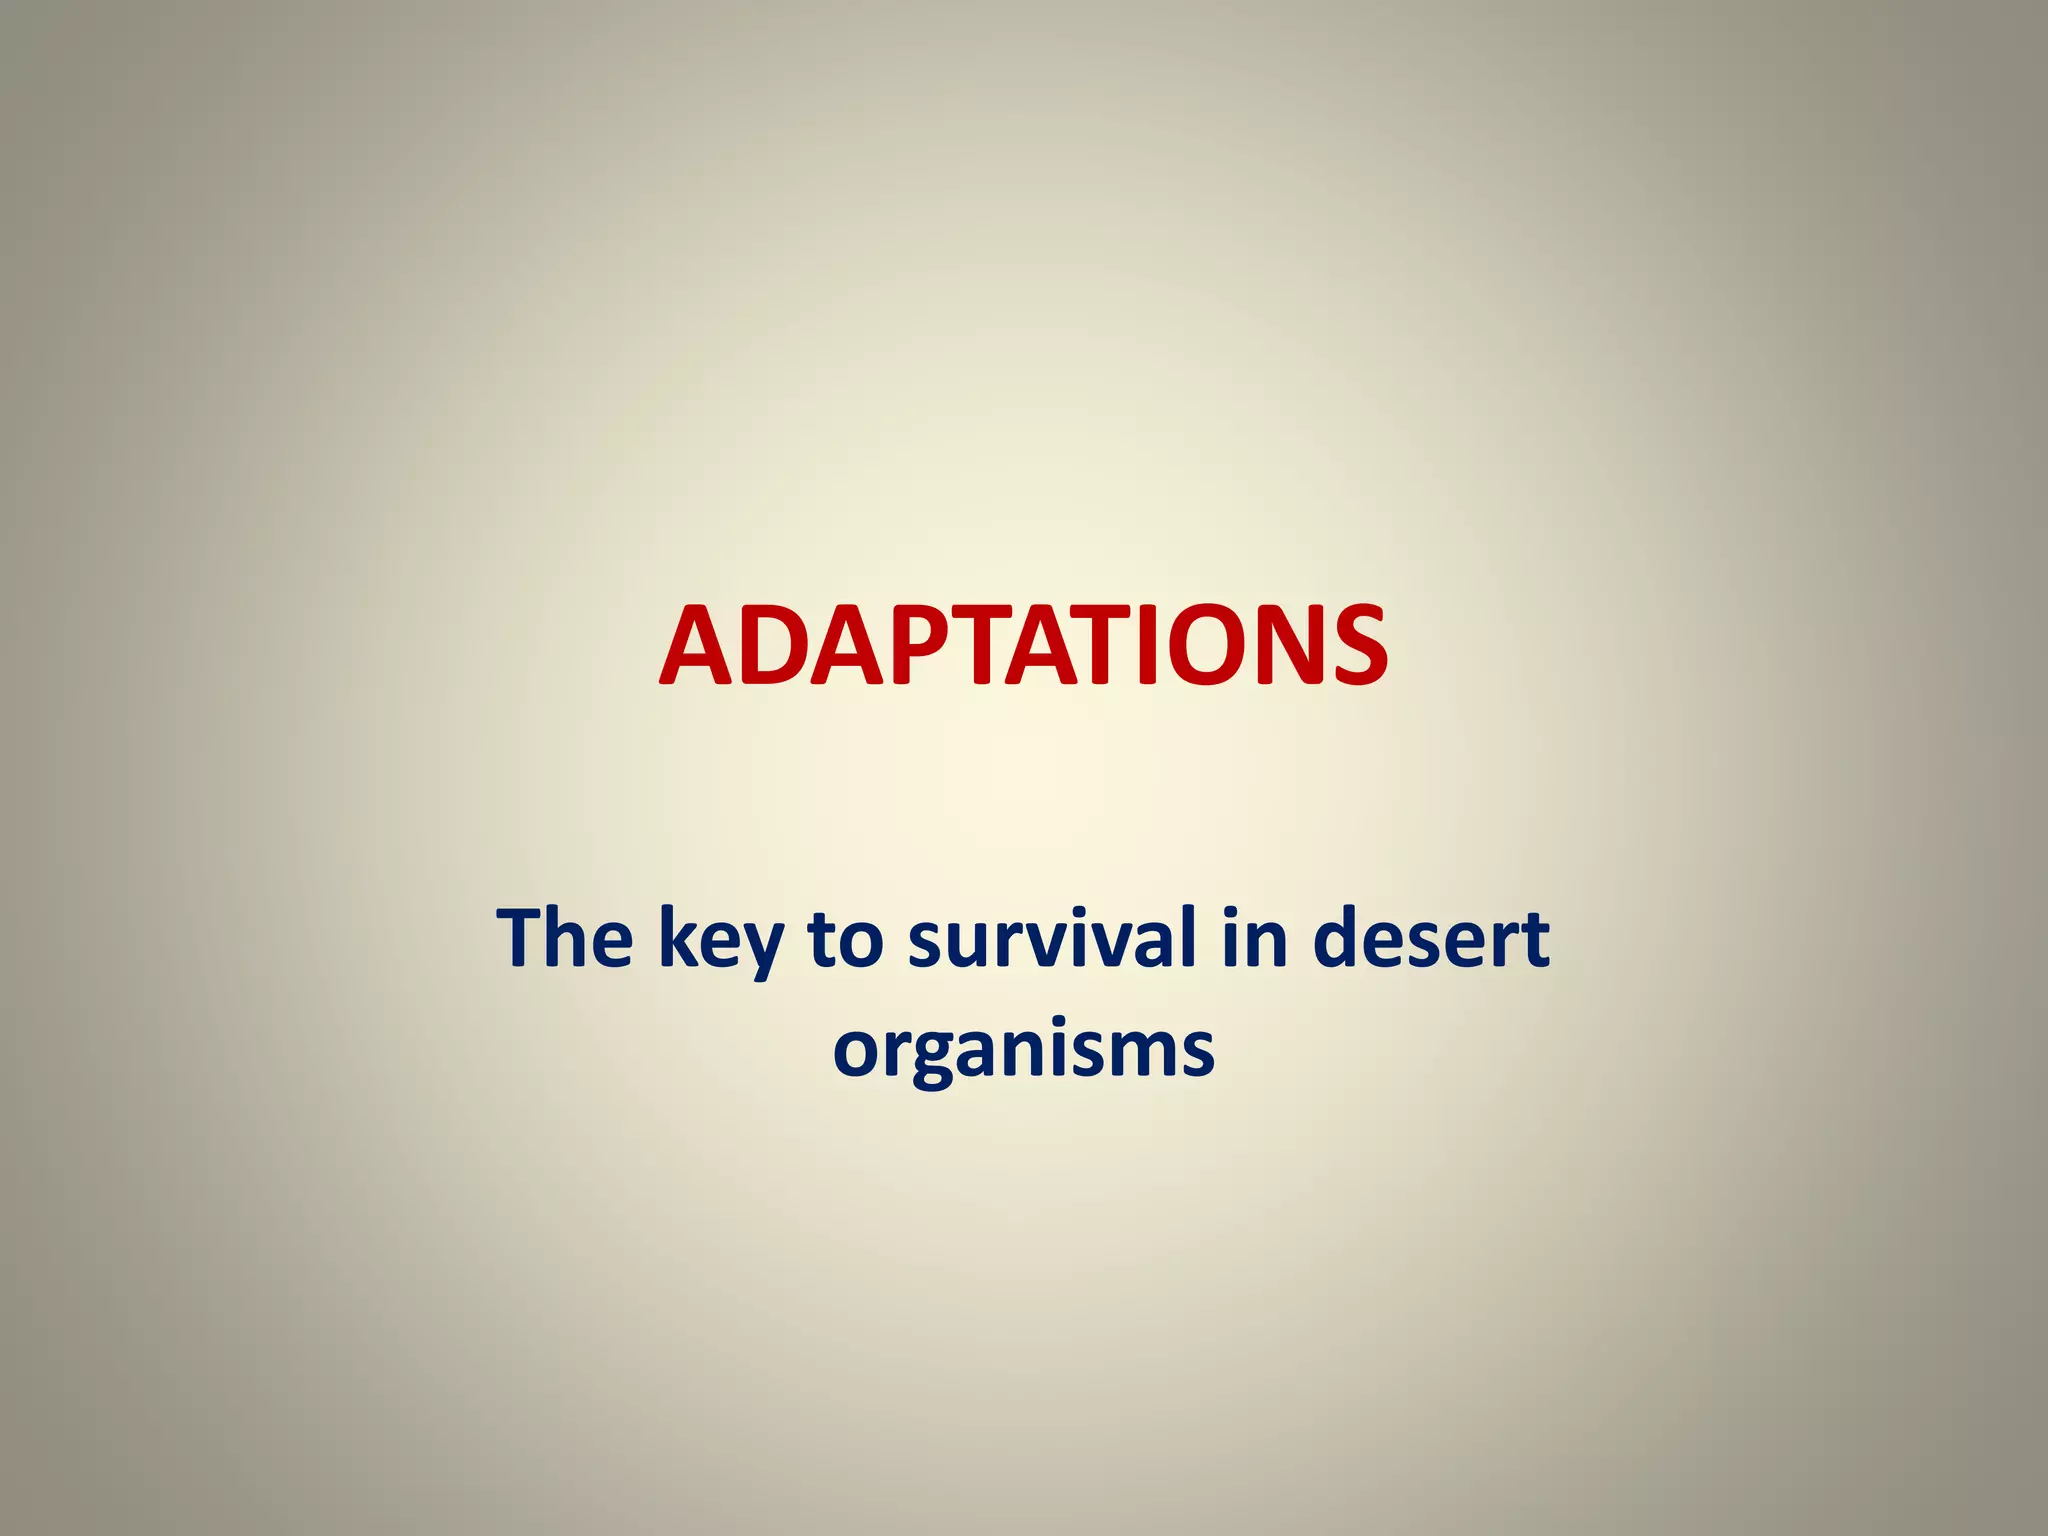 ADAPTATIONS
The key to survival in desert
organisms